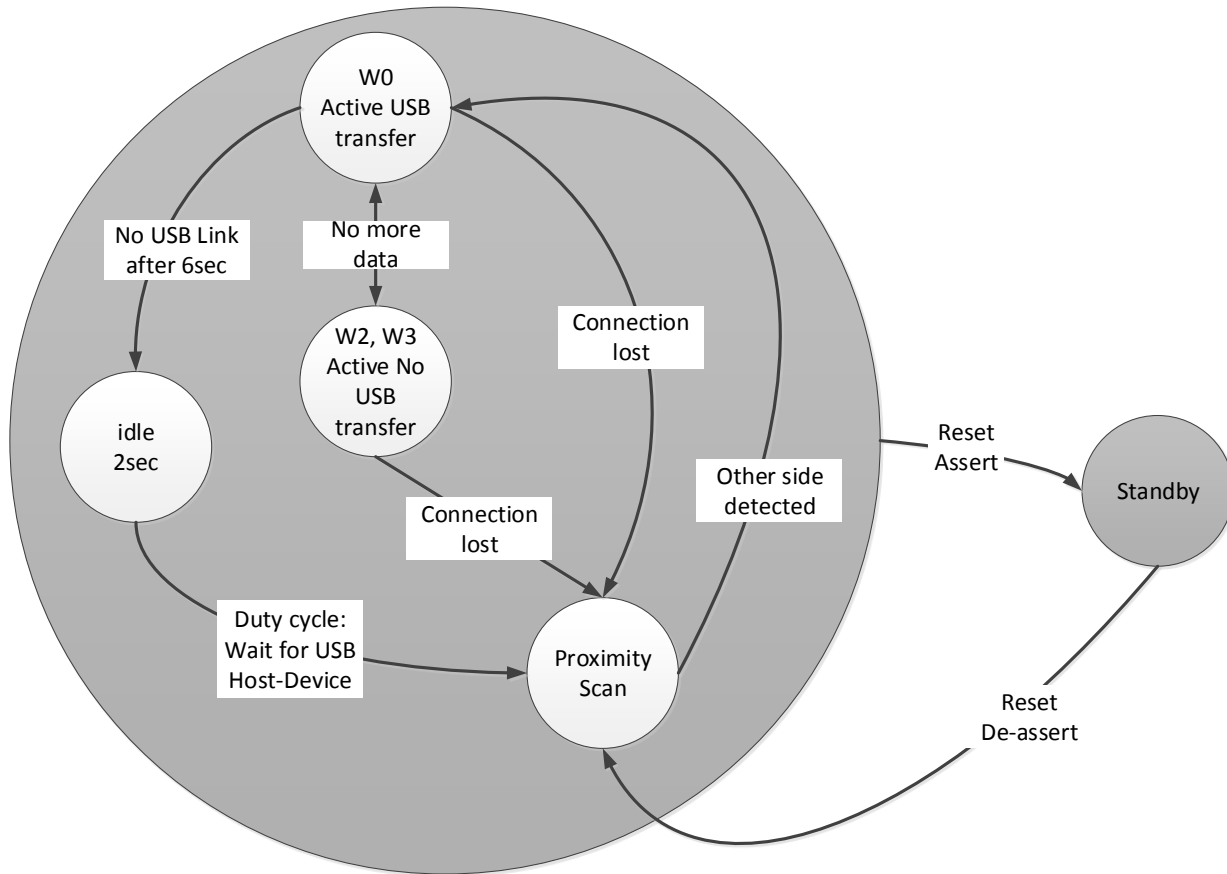 W0
Active USB
transfer
No USB Link
after 6sec
No more
data
W2, W3
Active No
USB
transfer
Connection
lost
idle
2sec
Connection
lost
Other side
detected
Reset
Assert
Standby
Duty cycle:
Wait for USB
Host-Device
Proximity
Scan
Reset
De-assert